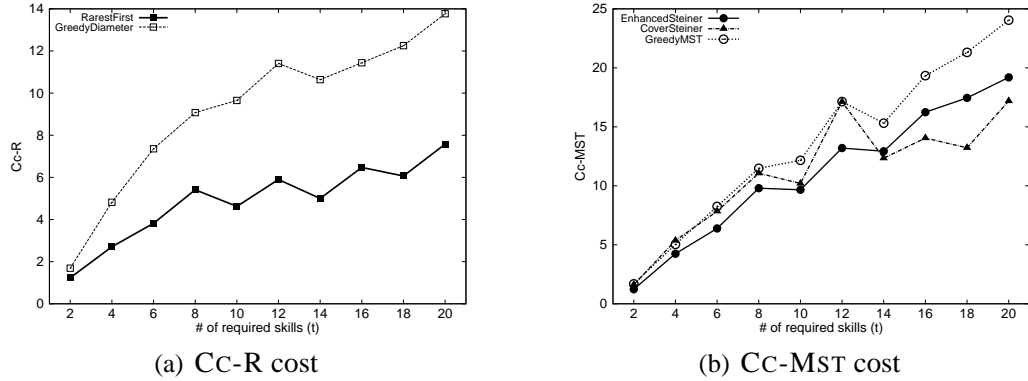 RarestFirst
GreedyDiameter
14
12
10
8
6
4
2
0
Cc-R
2 4 6 8 10 12 14 16 18 20
# of required skills (t)
(a) CC-R cost
EnhancedSteiner
CoverSteiner
GreedyMST
25
20
15
10
5
0
Cc-MST
2 4 6 8 10 12 14 16 18 20
# of required skills (t)
(b) CC-MST cost